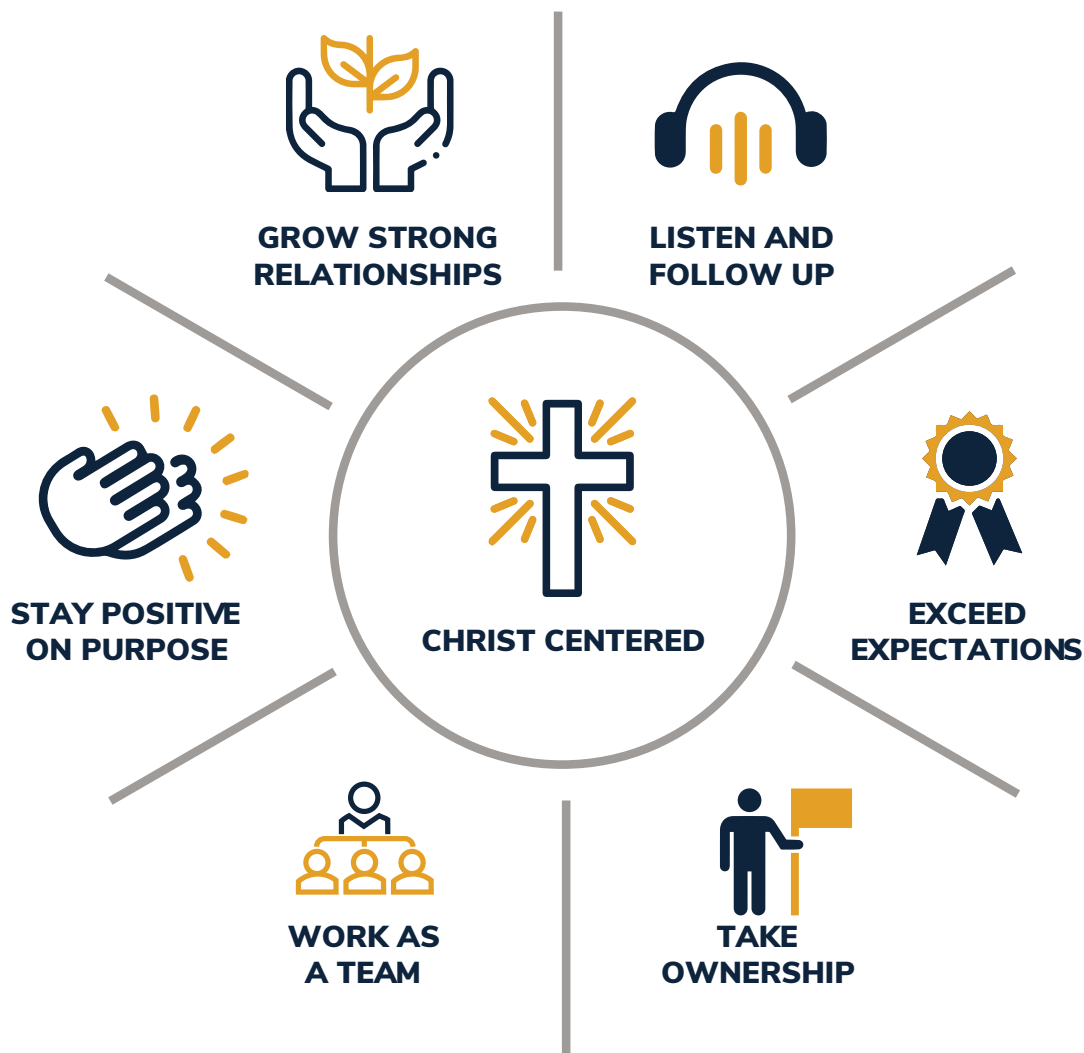 GROW STRONG
RELATIONSHIPS
LISTEN AND
FOLLOW UP
STAY POSITIVE
ON PURPOSE
CHRIST CENTERED
EXCEED
EXPECTATIONS
WORK AS
A TEAM
TAKE
OWNERSHIP